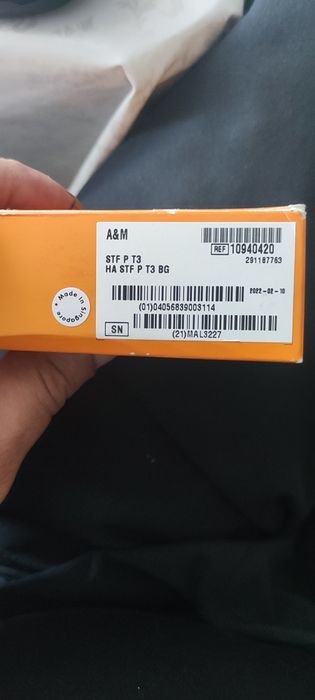 A&M
REF 10940420
291187763
STF P T3
HA STF P T3 BG
2022-02-10
(01)04056839003114
SN
(21)MAL3227
Made in Singapore